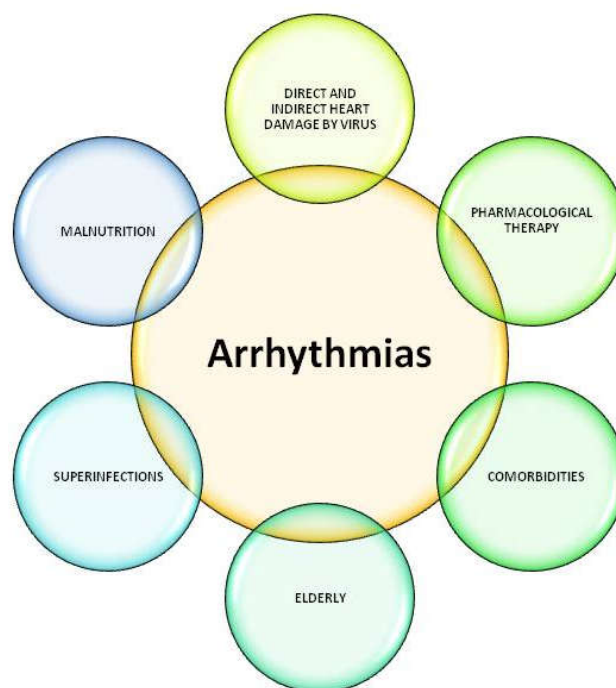 DIRECT AND
INDIRECT HEART
DAMAGE BY VIRUS
MALNUTRITION
PHARMACOLOGICAL
THERAPY
Arrhythmias
SUPERINFECTIONS
COMORBIDITIES
ELDERLY